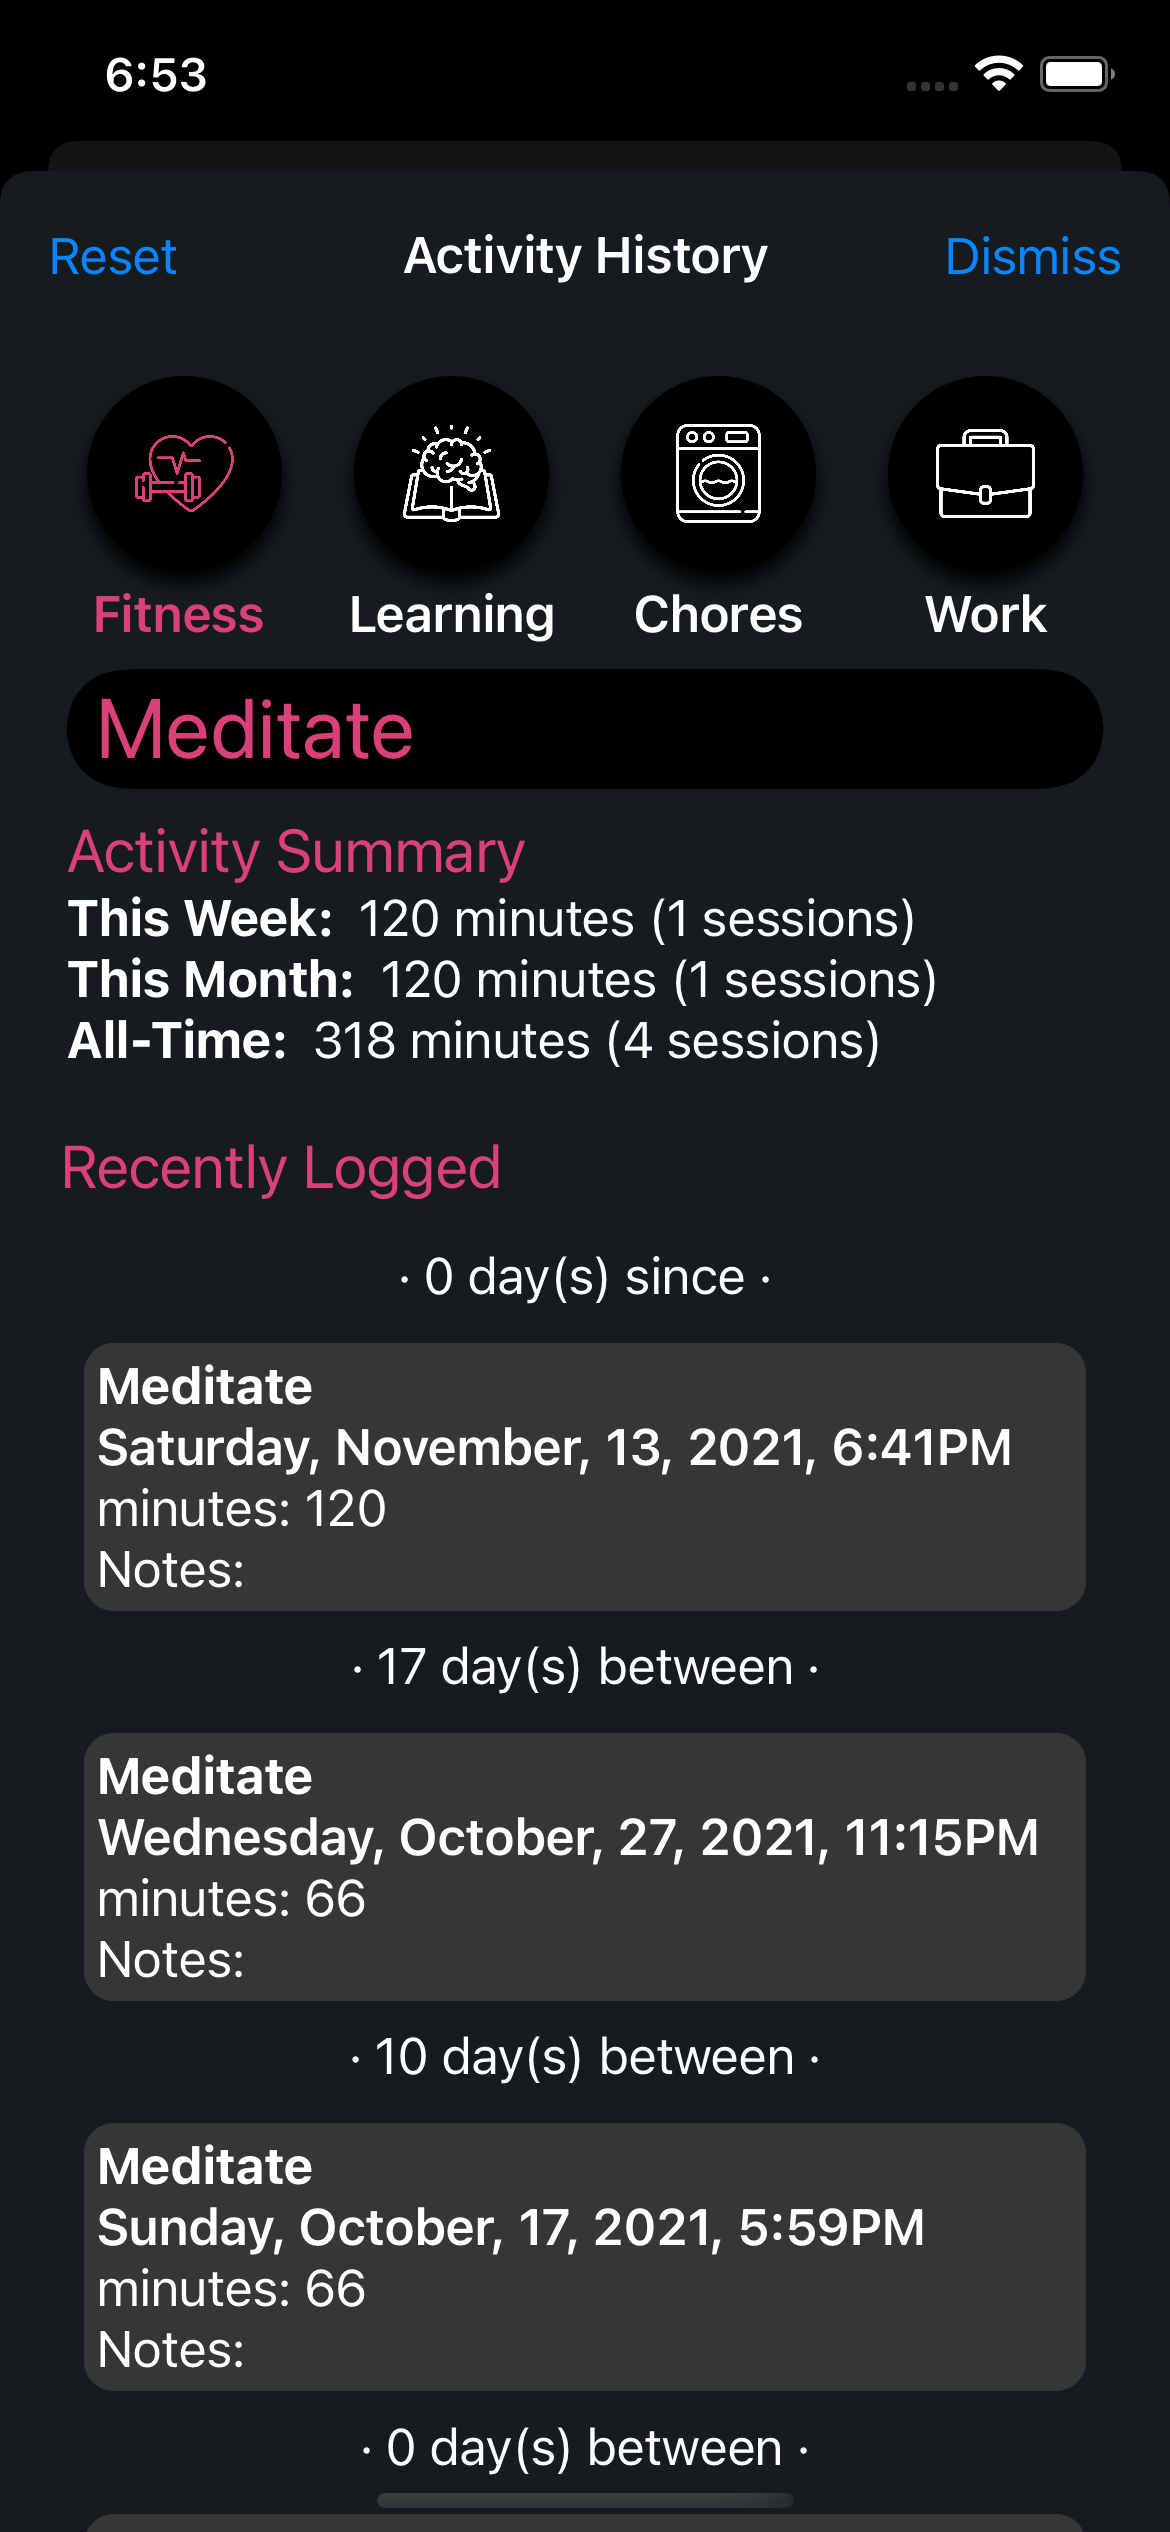 6:53
Reset Activity History Dismiss
Fitness Learning Chores Work
Meditate
Activity Summary
This Week: 120 minutes (1 sessions)
This Month: 120 minutes (1 sessions)
All-Time: 318 minutes (4 sessions)
Recently Logged
· 0 day(s) since ·
Meditate
Saturday, November, 13, 2021, 6:41PM
minutes: 120
Notes:
· 17 day(s) between ·
Meditate
Wednesday, October, 27, 2021, 11:15PM
minutes: 66
Notes:
· 10 day(s) between ·
Meditate
Sunday, October, 17, 2021, 5:59PM
minutes: 66
Notes:
· 0 day(s) between ·